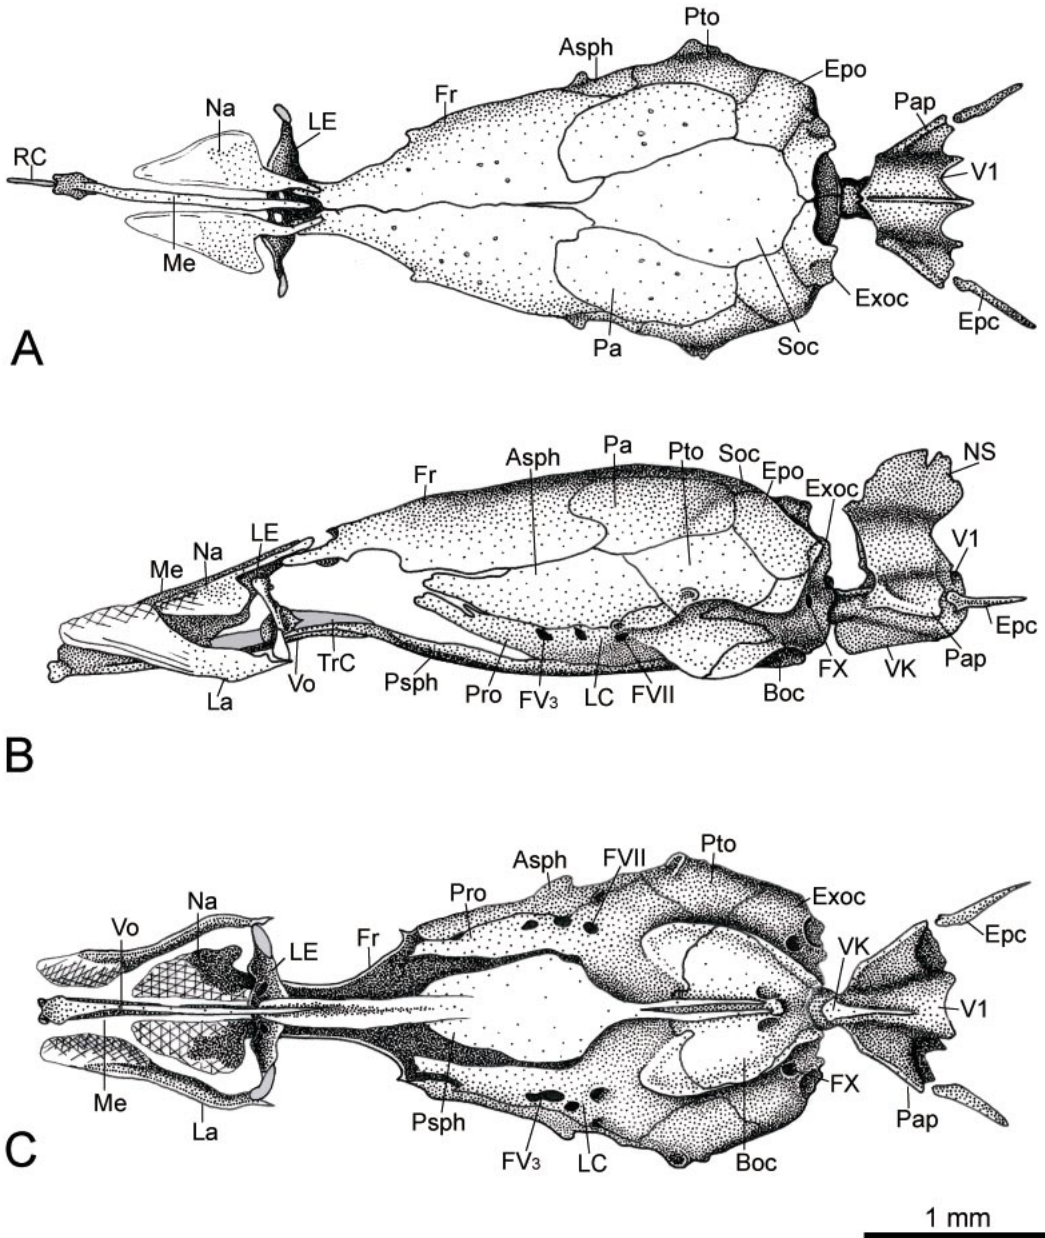 Pto
Asph
Epo
Fr
Pap
Na
LE
RC
V1
Me
Exoc
Epc
Pa
Soc
A
NS
Pa
Pto
Soc
Asph
Epo
Fr
Exoc
LE
V1
Na
Me
Epc
TrC
Pap
Vo
FX
VK
Psph
Pro
Boc
La
FV3
LC
FVII
B
Pto
FVII
Asph
Pro
Exoc
Na
Vo
Fr
VK
Epc
LE
V1
FX
Me
Psph
Pap
La
FV3
LC
Boc
C
1 mm